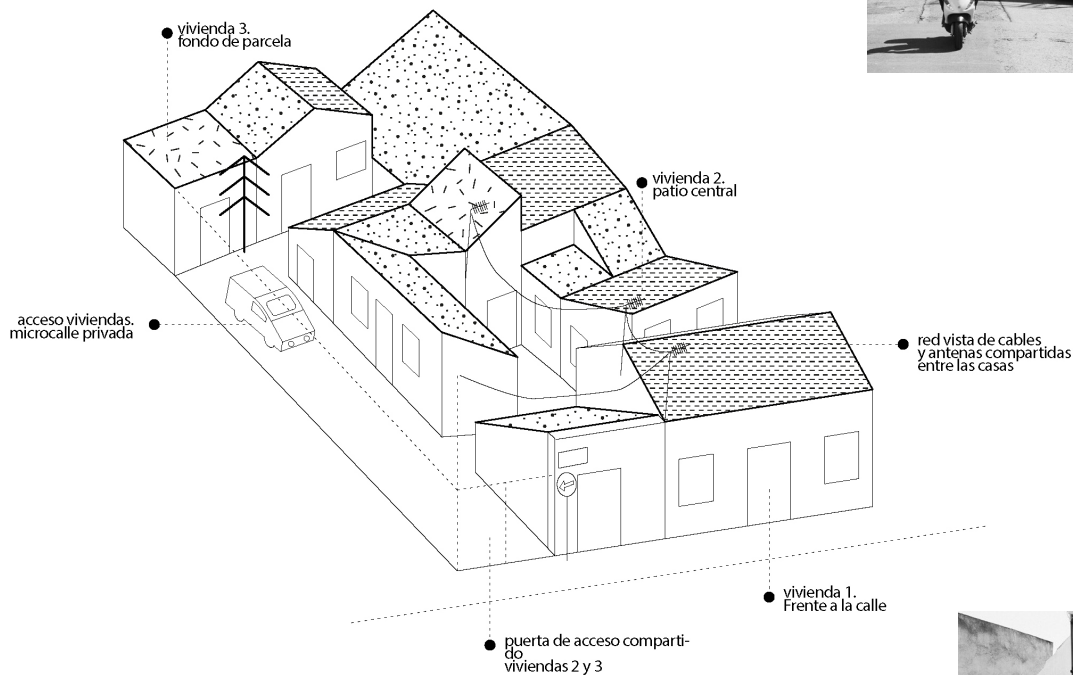 vivienda 3.
fondo de parcela
vivienda 2.
patio central
acceso viviendas.
microcalle privada
red vista de cables
y antenas compartidas
entre las casas
vivienda 1.
Frente a la calle
puerta de acceso comparti-
do
viviendas 2 y 3